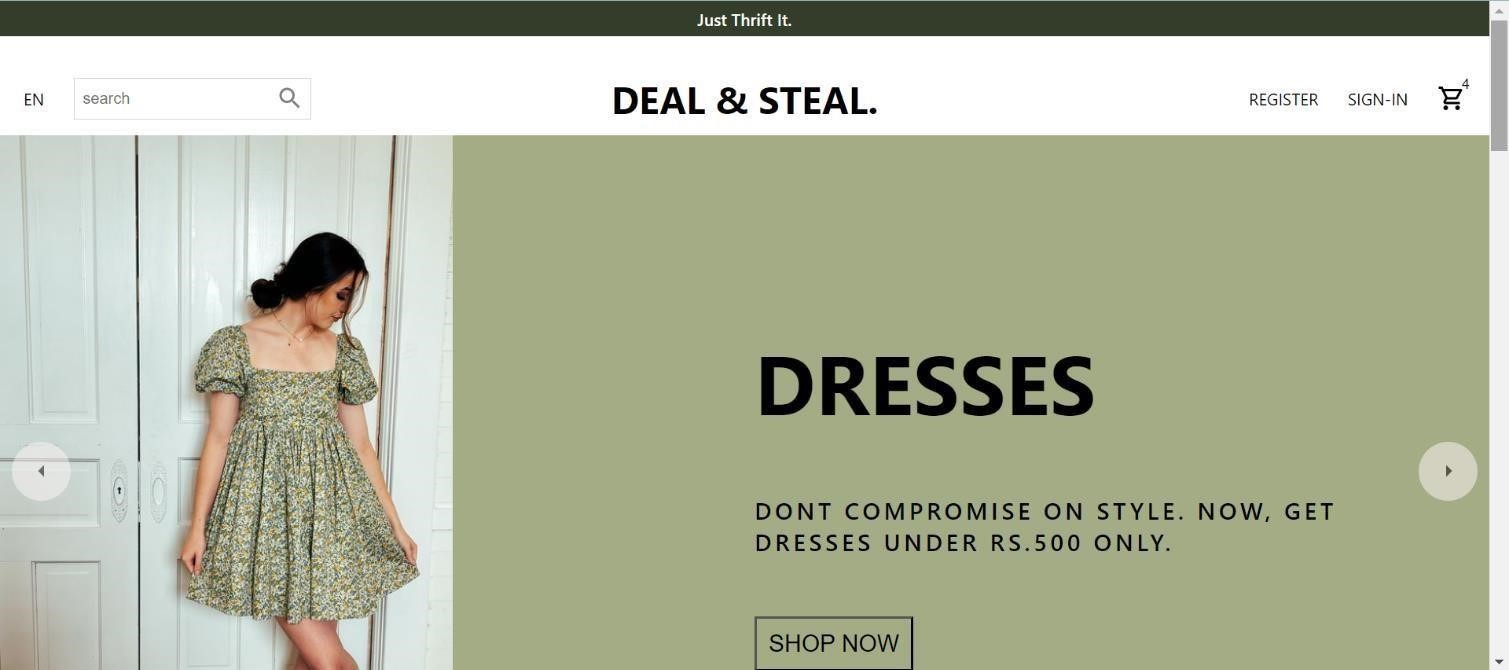 Just Thrift It.
EN
search
DEAL & STEAL.
REGISTER
SIGN-IN
4
DRESSES
DONT COMPROMISE ON STYLE. NOW, GET
DRESSES UNDER RS.500 ONLY.
SHOP NOW